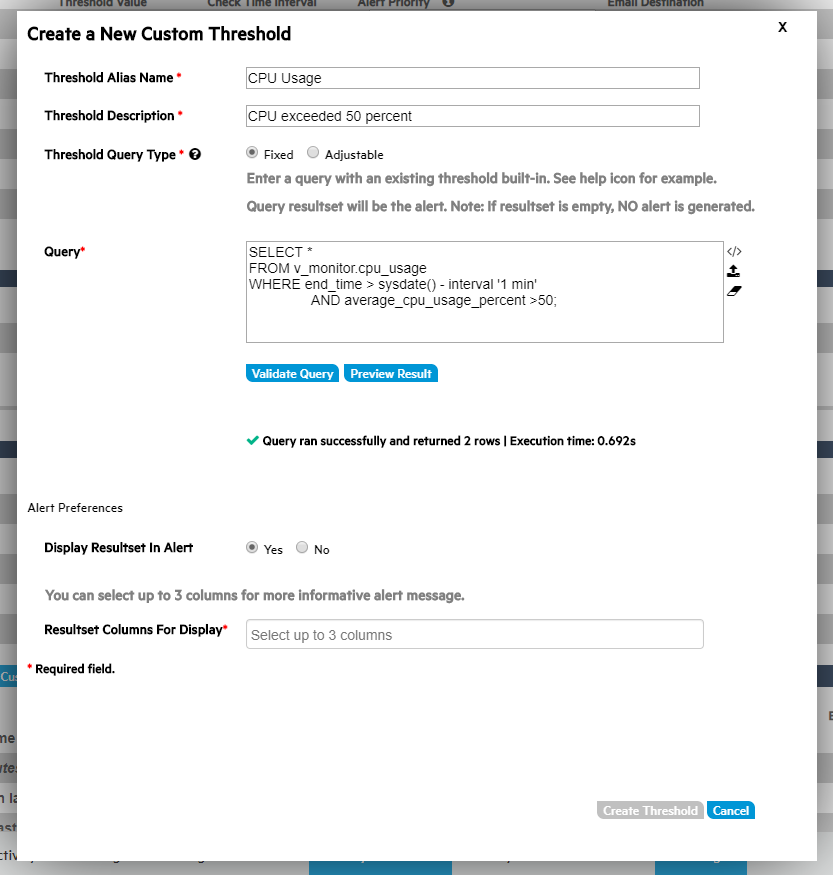 Threshold Value Check Time Interval Alert Priority Email Destination
Create a New Custom Threshold X
Threshold Alias Name * CPU Usage
Threshold Description * CPU exceeded 50 percent
Threshold Query Type * ? Fixed Adjustable
Enter a query with an existing threshold built-in. See help icon for example.
Query resultset will be the alert. Note: If resultset is empty, NO alert is generated.
Query* SELECT *
</>
FROM v_monitor.cpu_usage
WHERE end_time > sysdate() - interval '1 min'
AND average_cpu_usage_percent >50;
Validate Query Preview Result
Query ran successfully and returned 2 rows | Execution time: 0.692s
Alert Preferences
Display Resultset In Alert Yes No
You can select up to 3 columns for more informative alert message.
Resultset Columns For Display* Select up to 3 columns
* Required field.
Create Threshold Cancel